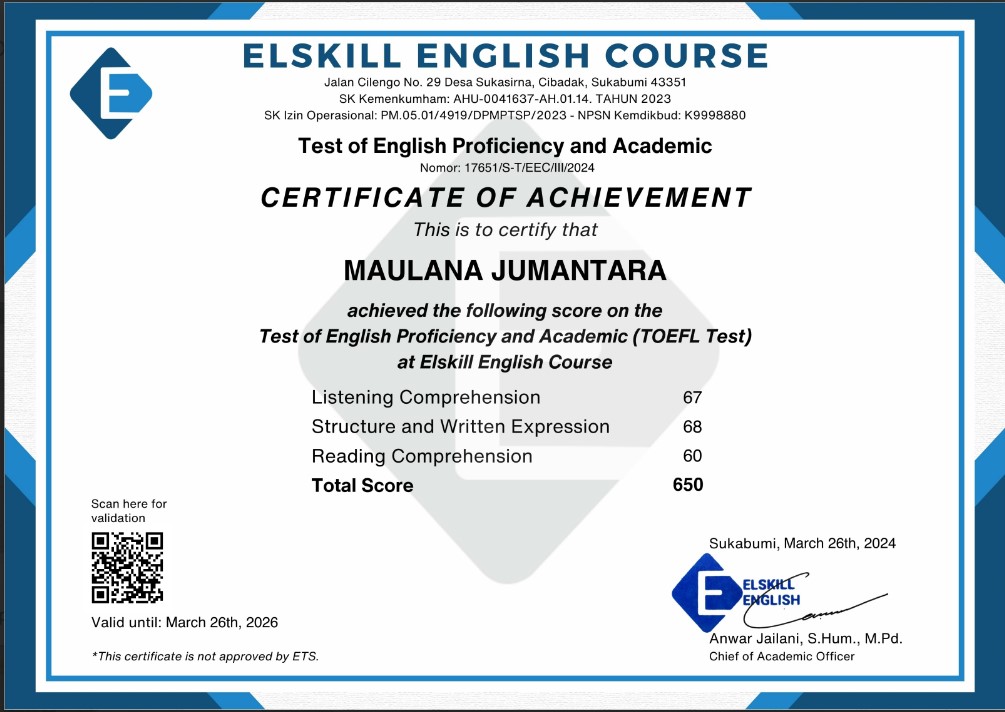 ELSKILL ENGLISH COURSE
Jalan Cilengo No. 29 Desa Sukasirna, Cibadak, Sukabumi 43351
SK Kemenkumham: AHU-0041637-AH.01.14. TAHUN 2023
SK Izin Operasional: PM.05.01/4919/DPMPTSP/2023 - NPSN Kemdikbud: K9998880
Test of English Proficiency and Academic
Nomor: 17651/S-T/EEC/III/2024
CERTIFICATE OF ACHIEVEMENT
This is to certify that
MAULANA JUMANTARA
achieved the following score on the
Test of English Proficiency and Academic (TOEFL Test)
at Elskill English Course
Listening Comprehension 67
Structure and Written Expression 68
Reading Comprehension 60
Total Score 650
Scan here for
validation
Valid until: March 26th, 2026
*This certificate is not approved by ETS.
Sukabumi, March 26th, 2024
ELSKILL
ENGLISH
Anwar Jailani, S.Hum., M.Pd.
Chief of Academic Officer